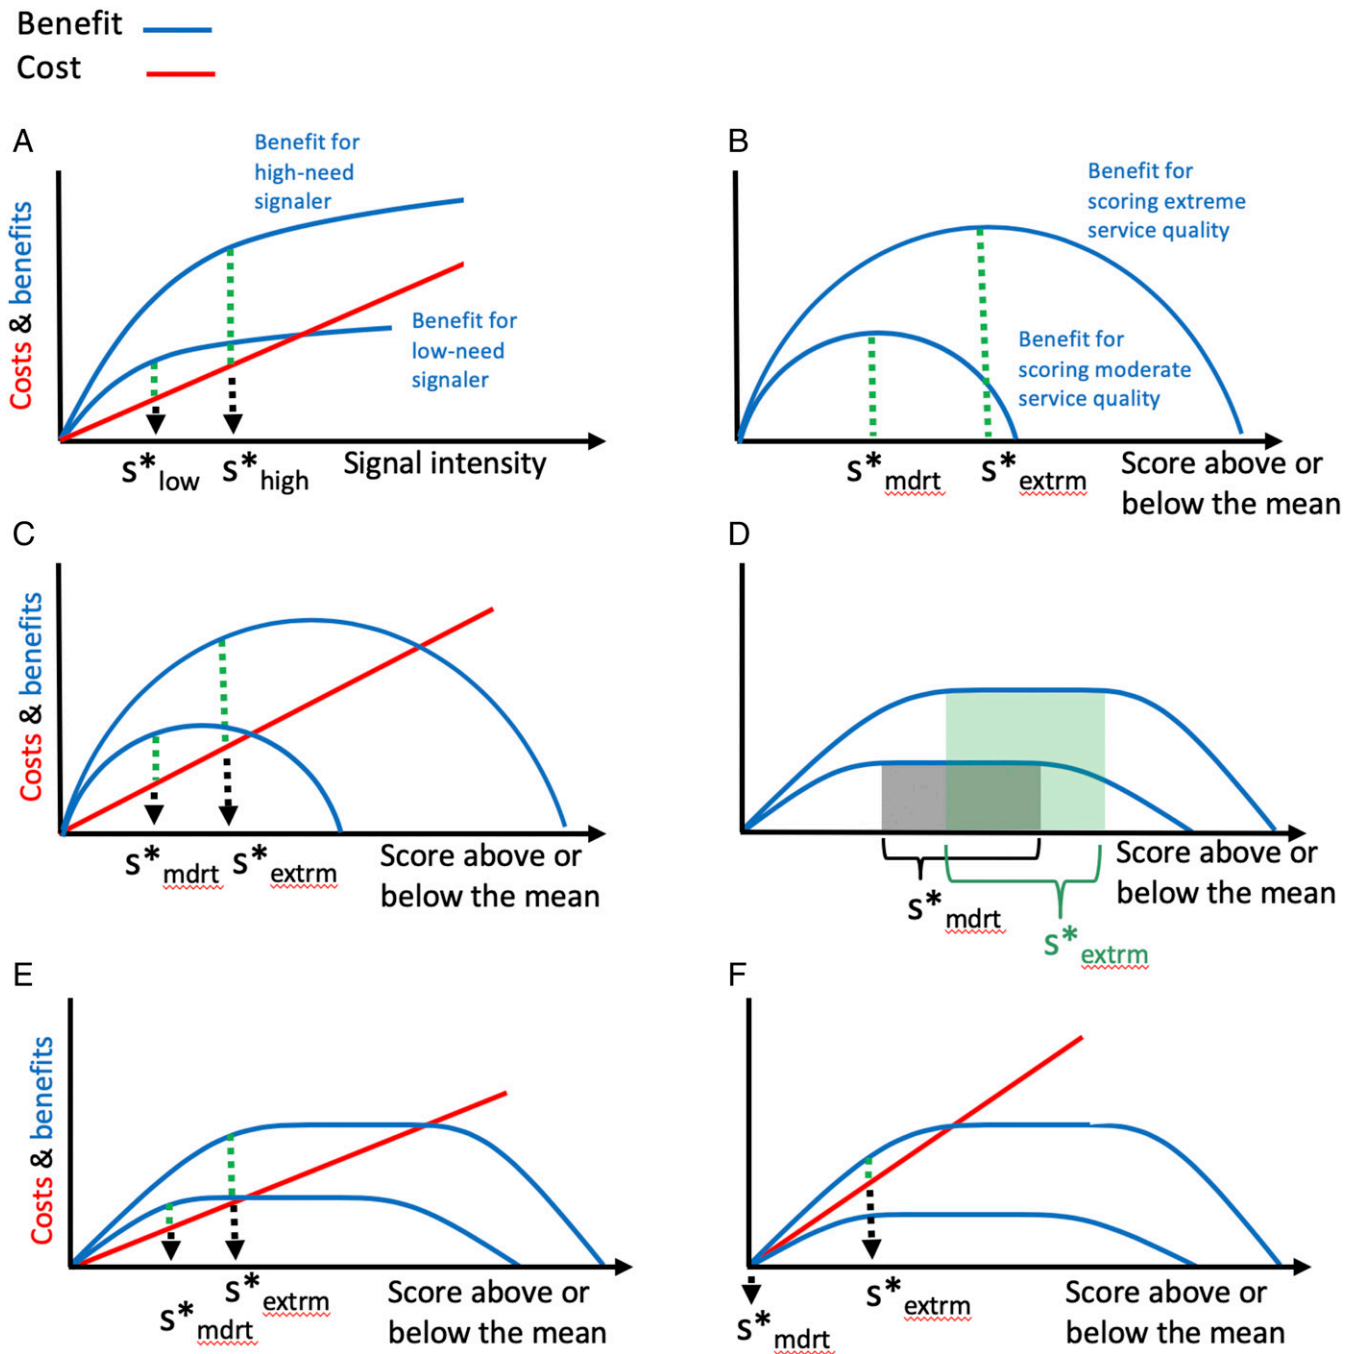 Benefit
Cost
A
Benefit for
high-need
signaler
Benefit for
low-need
signaler
Costs & benefits
S*low
S*high
Signal intensity
B
Benefit for
scoring extreme
service quality
Benefit for
scoring moderate
service quality
S*mdrt
S*extrm
Score above or
below the mean
C
Costs & benefits
S*mdrt
S*extrm
Score above or
below the mean
D
S*mdrt
S*extrm
Score above or
below the mean
E
Costs & benefits
S*extrm
S*mdrt
Score above or
below the mean
F
S*mdrt
S*extrm
Score above or
below the mean